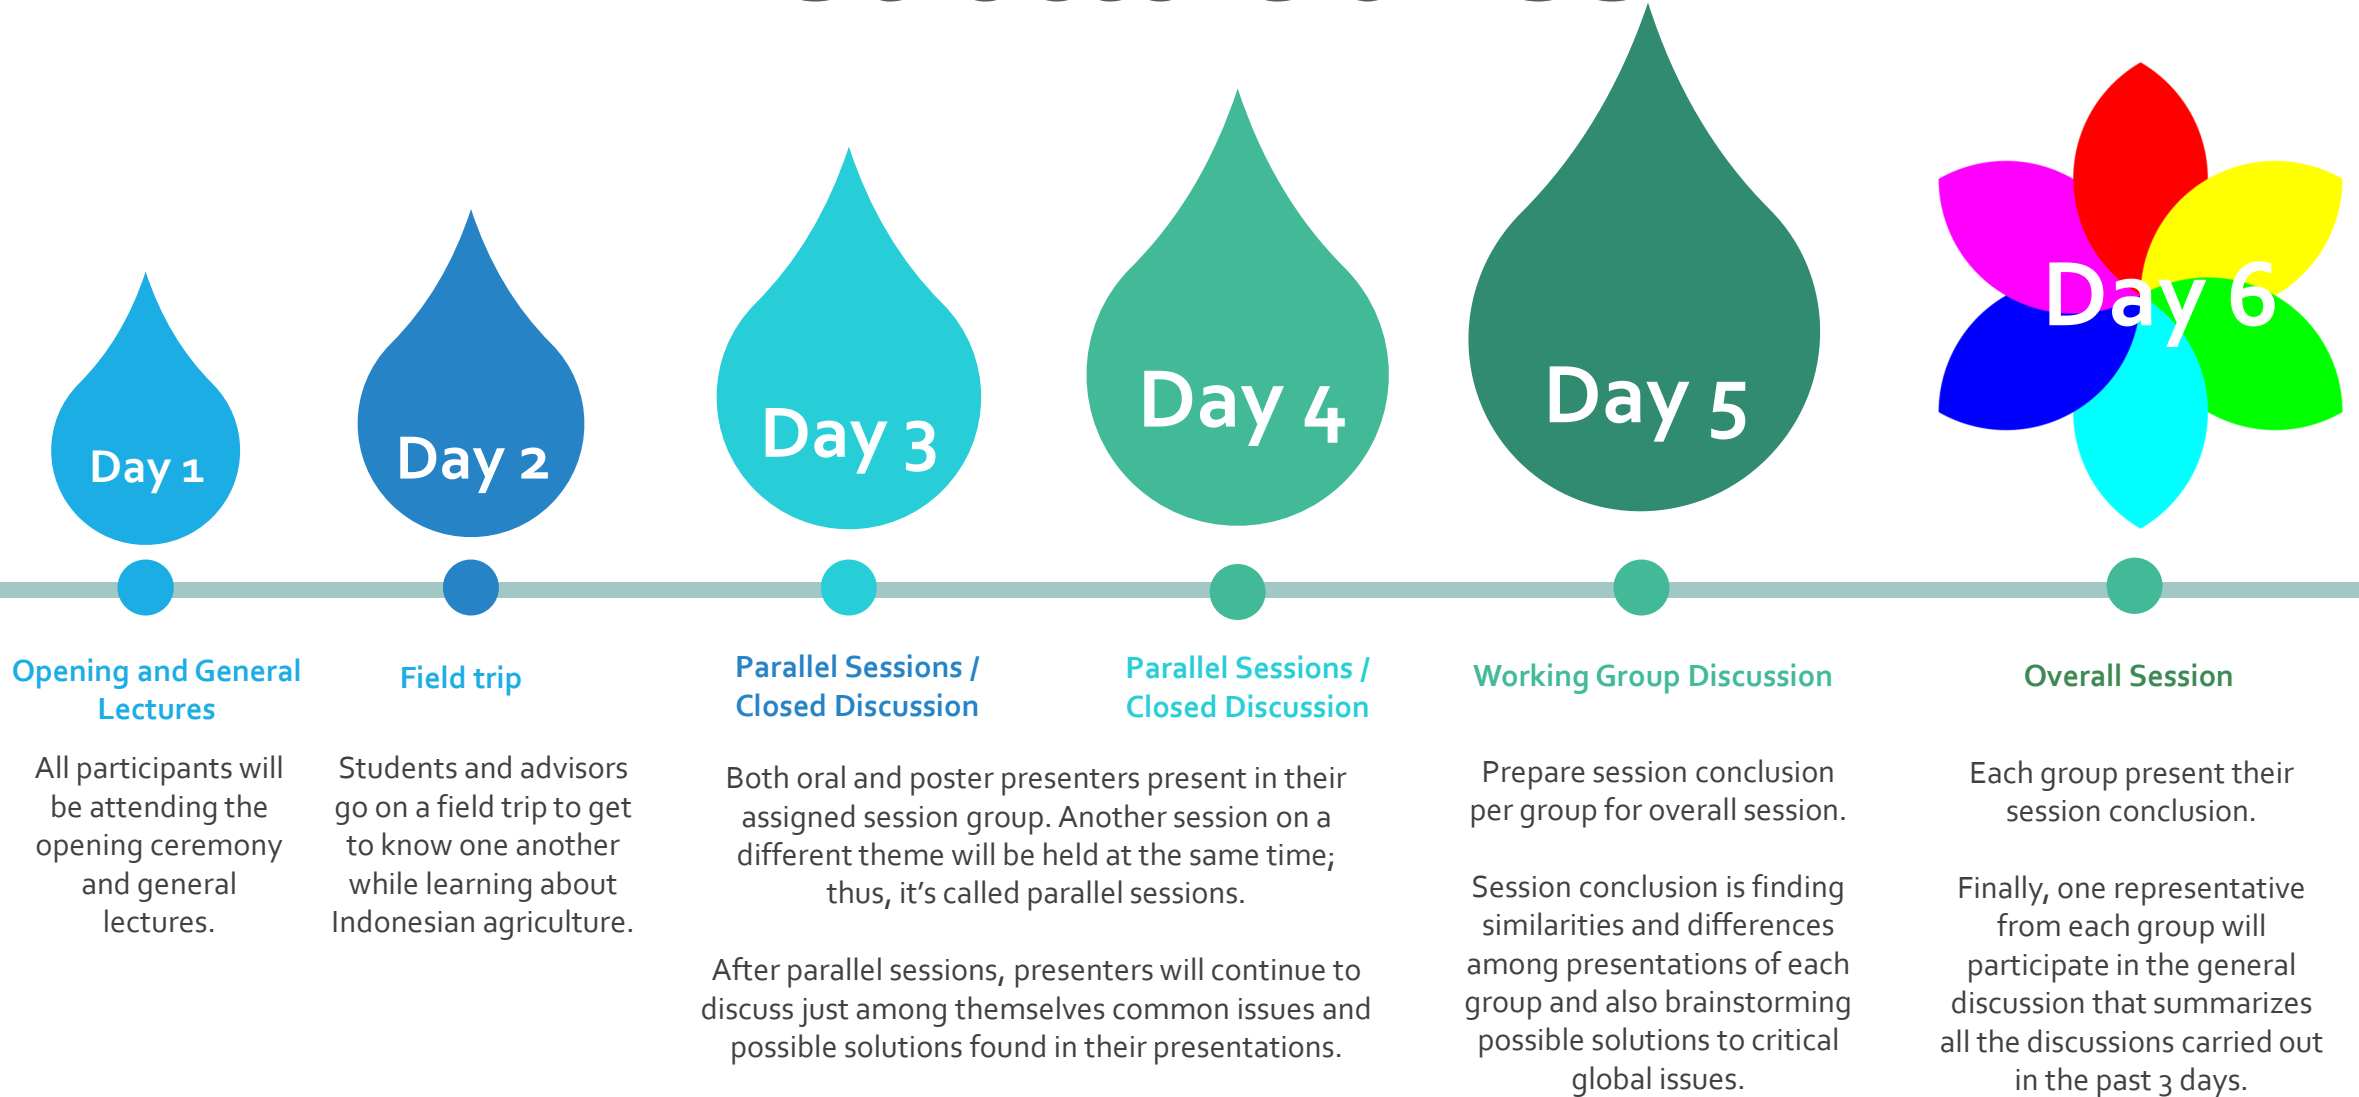 Day 1
Day 2
Day 3
Day 4
Day 5
Day 6
Opening and General
Lectures
All participants will
be attending the
opening ceremony
and general
lectures.
Field trip
Students and advisors
go on a field trip to get
to know one another
while learning about
Indonesian agriculture.
Parallel Sessions /
Closed Discussion
Parallel Sessions /
Closed Discussion
Both oral and poster presenters present in their
assigned session group. Another session on a
different theme will be held at the same time;
thus, it’s called parallel sessions.
After parallel sessions, presenters will continue to
discuss just among themselves common issues and
possible solutions found in their presentations.
Working Group Discussion
Prepare session conclusion
per group for overall session.
Session conclusion is finding
similarities and differences
among presentations of each
group and also brainstorming
possible solutions to critical
global issues.
Overall Session
Each group present their
session conclusion.
Finally, one representative
from each group will
participate in the general
discussion that summarizes
all the discussions carried out
in the past 3 days.